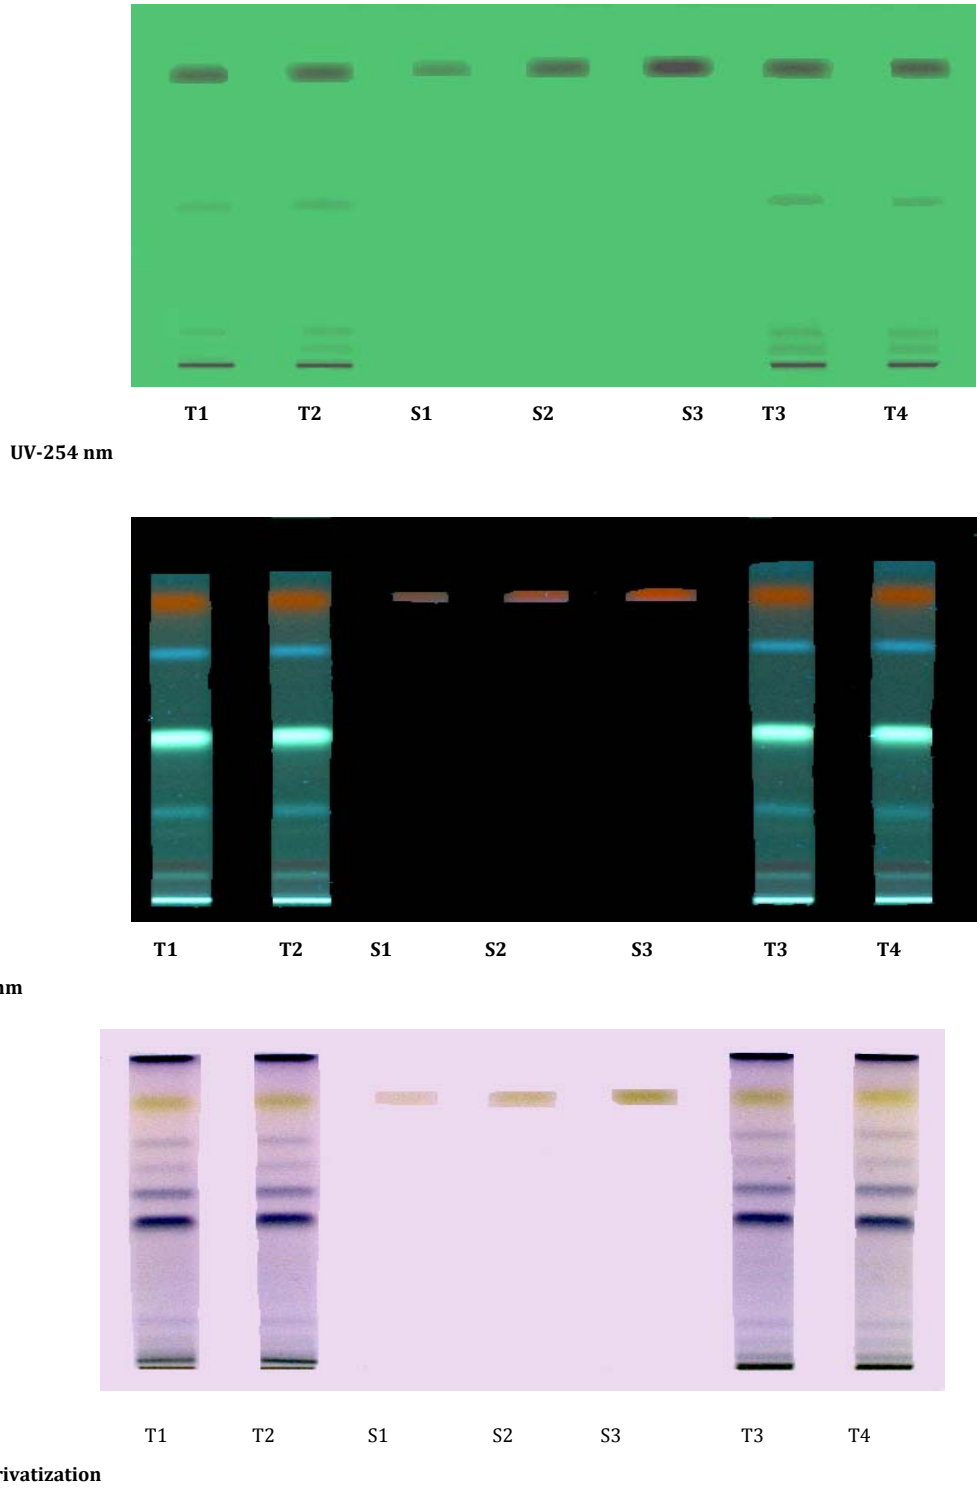 T1 T2 S1 S2 S3 T3 T4
UV-254 nm
T1 T2 S1 S2 S3 T3 T4
nm
T1 T2 S1 S2 S3 T3 T4
rivatization